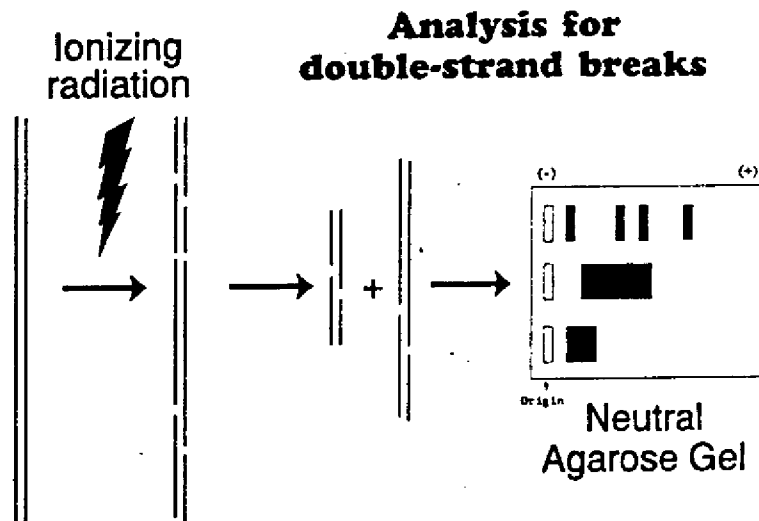 Analysis for
double-strand breaks
Ionizing
radiation
(-)
(+)
+
Origin
Neutral
Agarose Gel